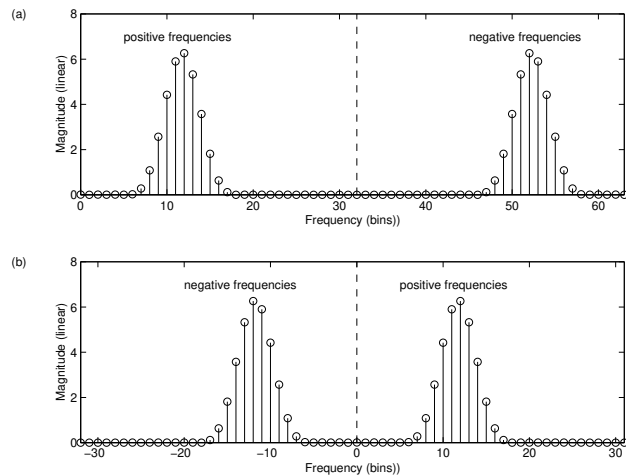 (a)
positive frequencies
negative frequencies
Magnitude (linear)
8
6
4
2
0
0
10
20
30
40
50
60
Frequency (bins))
(b)
negative frequencies
positive frequencies
Magnitude (linear)
8
6
4
2
0
−30
−20
−10
0
10
20
30
Frequency (bins))